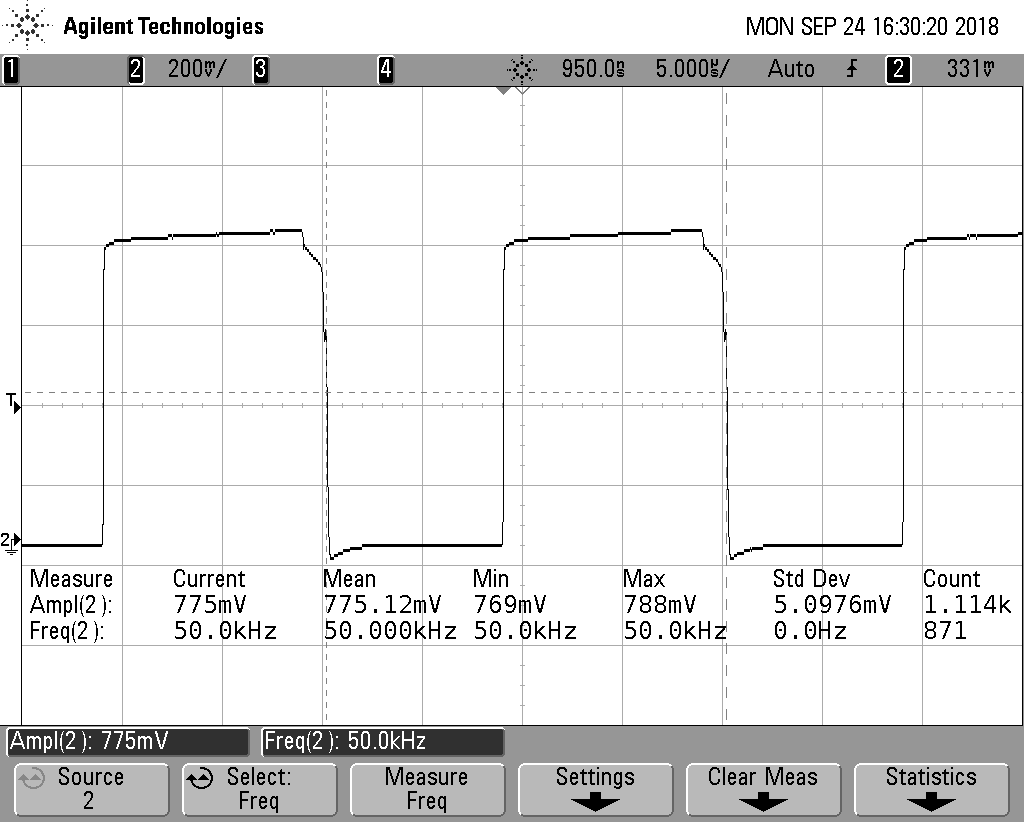 Agilent Technologies MON SEP 24 16:30:20 2018
1 2 200mV/ 3 4 950.0s 5.000s/ Auto 2 331mV
T
2
Measure Current Mean Min Max Std Dev Count
Ampl(2): 775mV 775.12mV 769mV 788mV 5.0976mV 1.114k
Freq(2): 50.0kHz 50.000kHz 50.0kHz 50.0kHz 0.0Hz 871
Ampl(2): 775mV Freq(2): 50.0kHz
Source Select: Measure Settings Clear Meas Statistics
2 Freq Freq